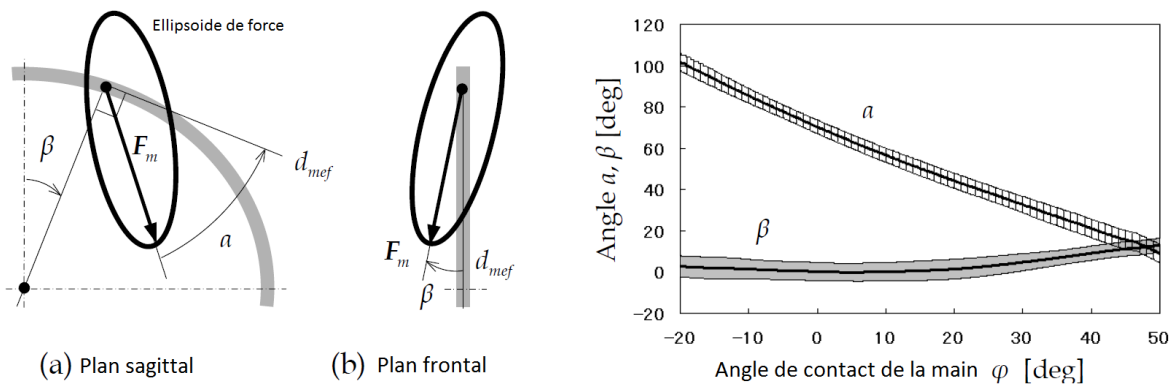 Ellipsoide de force
β
F_m
d_mef
a
(a) Plan sagittal
F_m
d_mef
β
(b) Plan frontal
Angle a, β [deg]
120
100
80
60
40
20
0
-20
a
β
-20 -10 0 10 20 30 40 50
Angle de contact de la main φ [deg]